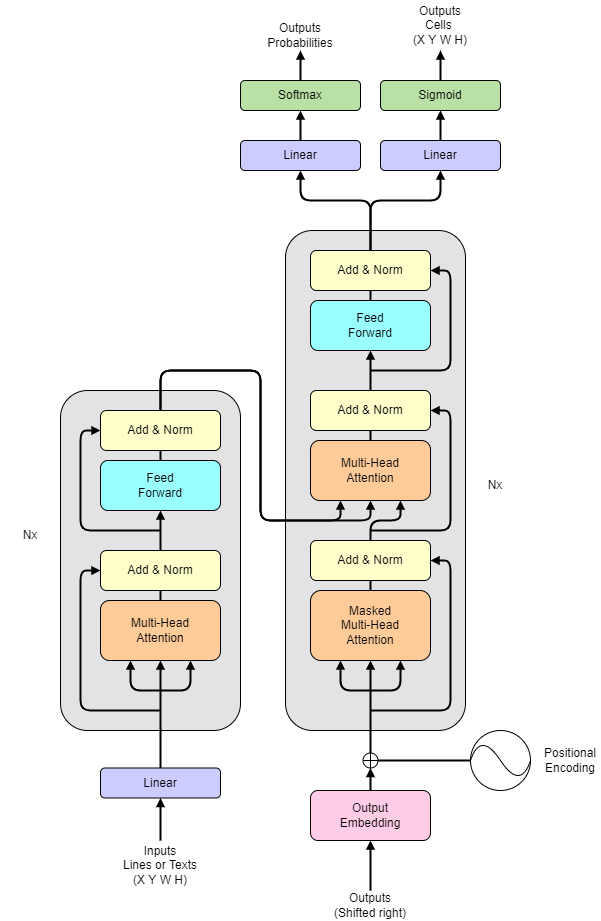 Outputs
Probabilities
Outputs
Cells
(X Y W H)
Softmax
Sigmoid
Linear
Linear
Add & Norm
Feed
Forward
Add & Norm
Multi-Head
Attention
Nx
Add & Norm
Masked
Multi-Head
Attention
Add & Norm
Feed
Forward
Nx
Add & Norm
Multi-Head
Attention
Linear
Inputs
Lines or Texts
(X Y W H)
Positional
Encoding
Output
Embedding
Outputs
(Shifted right)